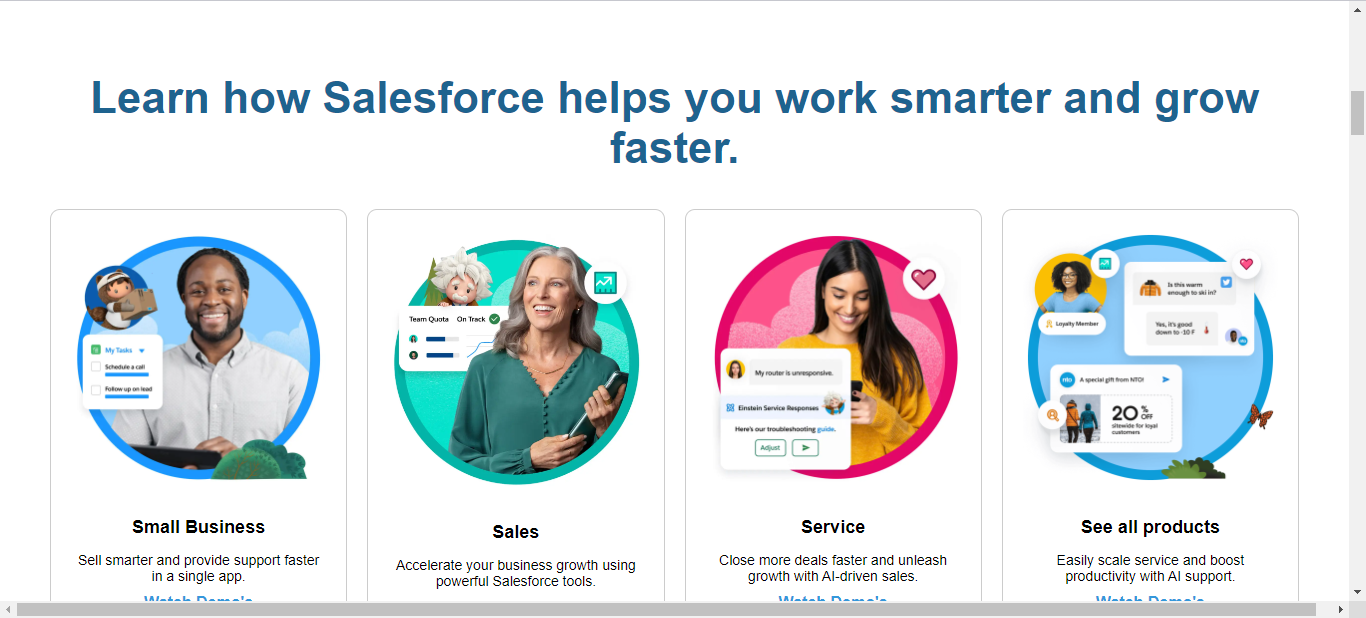 Learn how Salesforce helps you work smarter and grow
faster.
My Tasks
Schedule a call
Follow up on lead
Small Business
Sell smarter and provide support faster
in a single app.
Watch Demo's
Team Quota On Track
Sales
Accelerate your business growth using
powerful Salesforce tools.
My router is unresponsive.
Einstein Service Responses
Here's our troubleshooting guide.
Adjust
Service
Close more deals faster and unleash
growth with AI-driven sales.
Watch Demo's
Is this warm
enough to ski in?
Loyalty Member
Yes, it's good
down to -10 F
nto A special gift from NTO!
20 % OFF
sitewide for loyal
customers
See all products
Easily scale service and boost
productivity with AI support.
Watch Demo's